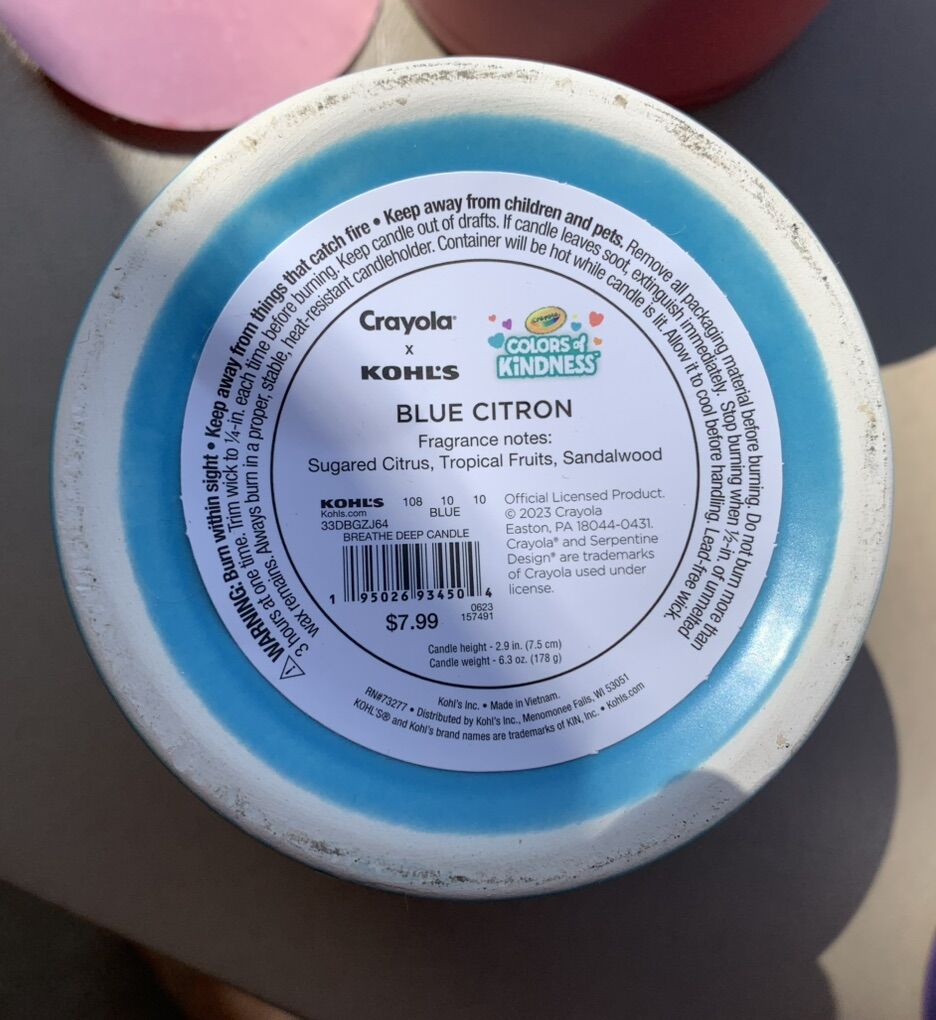 ⚠ WARNING: Burn within sight • Keep away from things that catch fire • Keep away from children and pets. Remove all packaging material before burning. Do not burn more than
3 hours at one time. Trim wick to ¼-in. each time before burning. Keep candle out of drafts. If candle leaves soot, extinguish immediately. Stop burning when ½-in. of unmelted
wax remains. Always burn in a proper, stable, heat-resistant candleholder. Container will be hot while candle is lit. Allow it to cool before handling. Lead-free wick.
Crayola®
x
KOHL'S
Crayola
COLORS of
KiNDNESS™
BLUE CITRON
Fragrance notes:
Sugared Citrus, Tropical Fruits, Sandalwood
KOHL'S 108 10 10
Kohls.com BLUE
33DBGZJ64
BREATHE DEEP CANDLE
1 95026 93450 4
$7.99
0623
157491
Official Licensed Product.
© 2023 Crayola
Easton, PA 18044-0431.
Crayola® and Serpentine
Design® are trademarks
of Crayola used under
license.
Candle height - 2.9 in. (7.5 cm)
Candle weight - 6.3 oz. (178 g)
Kohl's Inc. • Made in Vietnam.
RN#73277 • Distributed by Kohl's Inc., Menomonee Falls, WI 53051
KOHL'S® and Kohl's brand names are trademarks of KIN, Inc. • Kohls.com